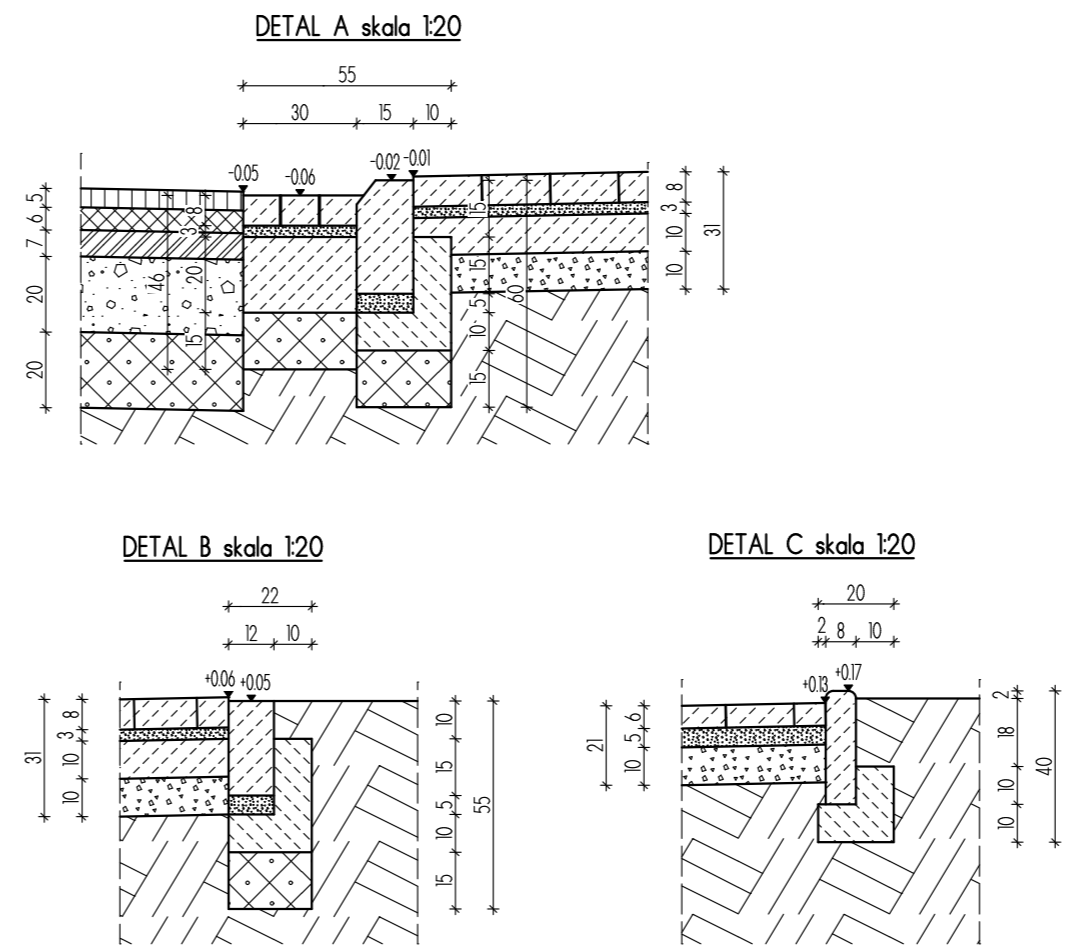 DETAL A skala 1:20
55
30 15 10
-0.05 -0.06 -0.02 -0.01
5 6 7 20 20
8 3 20 15
46
15 15 5 10 15
60
8 3 10 10
31
DETAL B skala 1:20
22
12 10
+0.06 +0.05
31
8 3 10 10
10 15 5 10 15
55
DETAL C skala 1:20
20
2 8 10
+0.13 +0.17
21
6 5 10
2 18 10 10
40